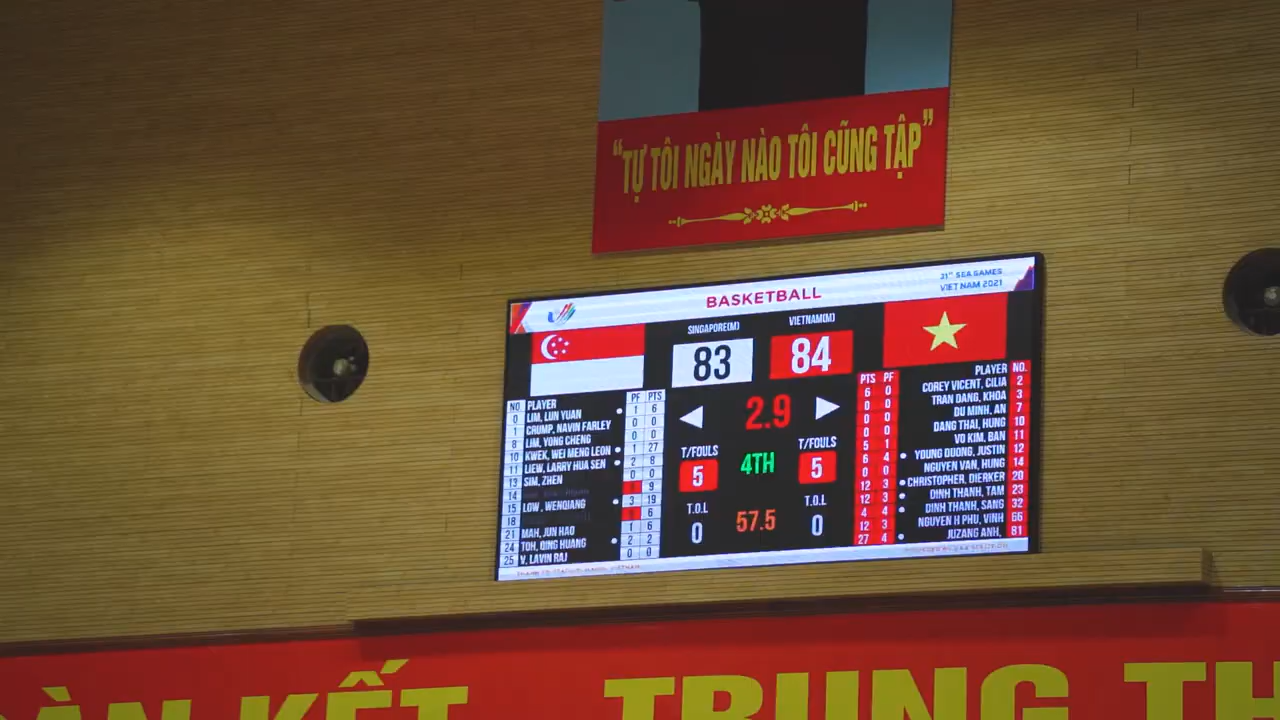 “TỰ TÔI NGÀY NÀO TÔI CŨNG TẬP”
31ST SEA GAMES
VIET NAM 2021
BASKETBALL
SINGAPORE(M) VIETNAM(M)
83 84
2.9
T/FOULS T/FOULS
5 4TH 5
T.O.L T.O.L
0 57.5 0
NO. PLAYER PF PTS
0 LIM, LUN YUAN 1 6
1 CRUMP, NAVIN FARLEY 0 0
8 LIM, YONG CHENG 0 0
10 KWEK, WEI MENG LEON 1 27
11 LIEW, LARRY HUA SEN 2 8
13 SIM, ZHEN 0 0
14 9
15 LOW, WENQIANG 3 19
18 6
21 MAH, JUN HAO 1 6
24 TOH, QING HUANG 2 2
25 V, LAVIN RAJ 0 0
PTS PF PLAYER NO.
6 0 COREY VICENT, CILIA 2
0 0 TRAN DANG, KHOA 3
0 0 DU MINH, AN 7
0 0 DANG THAI, HUNG 10
5 1 VO KIM, BAN 11
6 4 YOUNG DUONG, JUSTIN 12
0 0 NGUYEN VAN, HUNG 14
12 3 CHRISTOPHER, DIERKER 20
12 3 DINH THANH, TAM 23
4 4 DINH THANH, SANG 32
12 3 NGUYEN H PHU, VINH 66
27 4 JUZANG ANH, 81
ÀN KẾT - TRUNG TH